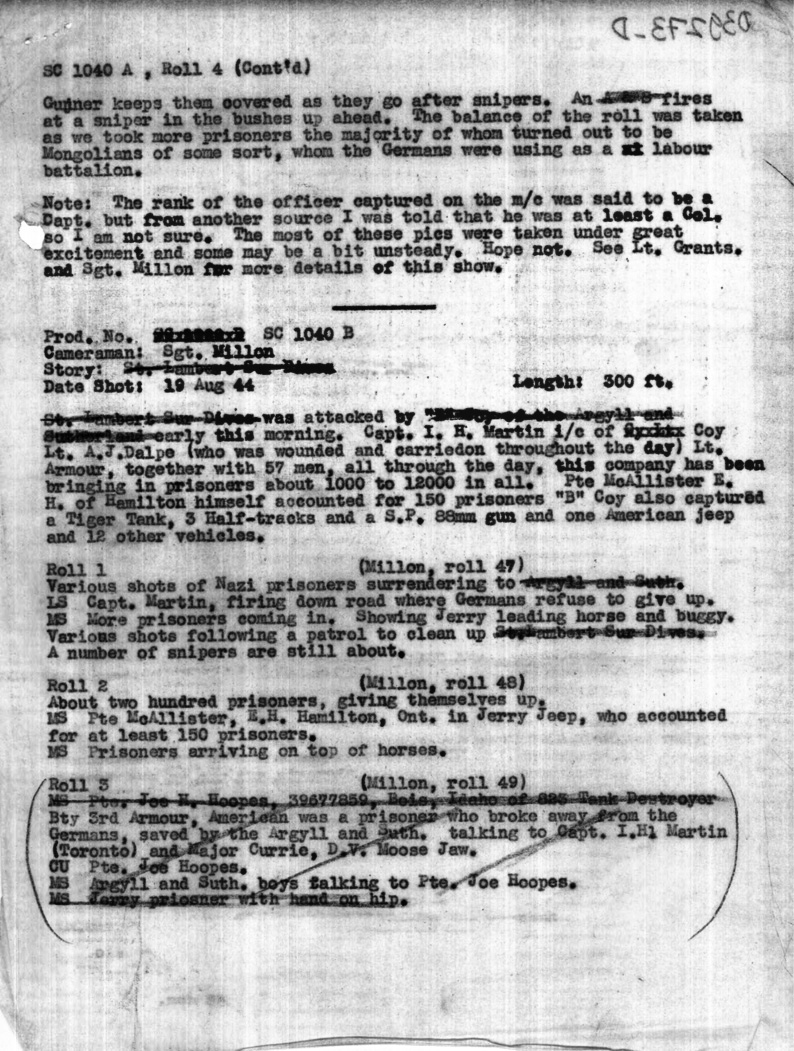 D39273-D
SC 1040 A , Roll 4 (Cont'd)
Gunner keeps them covered as they go after snipers. An fires
at a sniper in the bushes up ahead. The balance of the roll was taken
as we took more prisoners the majority of whom turned out to be
Mongolians of some sort, whom the Germans were using as a labour
battalion.
Note: The rank of the officer captured on the m/c was said to be a
Capt. but from another source I was told that he was at least a Col.
so I am not sure. The most of these pics were taken under great
excitement and some may be a bit unsteady. Hope not. See Lt. Grants.
and Sgt. Millon for more details of this show.
Prod. No. SC 1040 B
Cameraman: Sgt. Millon
Story: St. Lambert Sur Dives
Date Shot: 19 Aug 44 Length: 300 ft.
St. Lambert Sur Dives was attacked by "B" Coy of the Argyll and
Sutherland early this morning. Capt. I. H. Martin i/c of Coy
Lt. A.J.Dalpe (who was wounded and carriedon throughout the day) Lt.
Armour, together with 57 men, all through the day, this company has been
bringing in prisoners about 1000 to 12000 in all. Pte McAllister E.
H. of Hamilton himself accounted for 150 prisoners "B" Coy also captured
a Tiger Tank, 3 Half-tracks and a S.P. 88mm gun and one American jeep
and 12 other vehicles.
Roll 1 (Millon, roll 47)
Various shots of Nazi prisoners surrendering to Argyll and Suth.
LS Capt. Martin, firing down road where Germans refuse to give up.
MS More prisoners coming in. Showing Jerry leading horse and buggy.
Various shots following a patrol to clean up St.Lambert Sur Dives.
A number of snipers are still about.
Roll 2 (Millon, roll 48)
About two hundred prisoners, giving themselves up.
MS Pte McAllister, E.H. Hamilton, Ont. in Jerry Jeep, who accounted
for at least 150 prisoners.
MS Prisoners arriving on top of horses.
Roll 3 (Millon, roll 49)
MS Pte. Joe H. Hoopes, 39677859, Bois, Idaho of 823 Tank Destroyer
Bty 3rd Armour, American was a prisoner who broke away from the
Germans, saved by the Argyll and Suth. talking to Capt. I.Hl Martin
(Toronto) and Major Currie, D.V. Moose Jaw.
CU Pte. Joe Hoopes.
MS Argyll and Suth. boys talking to Pte. Joe Hoopes.
MS Jerry priosner with hand on hip.